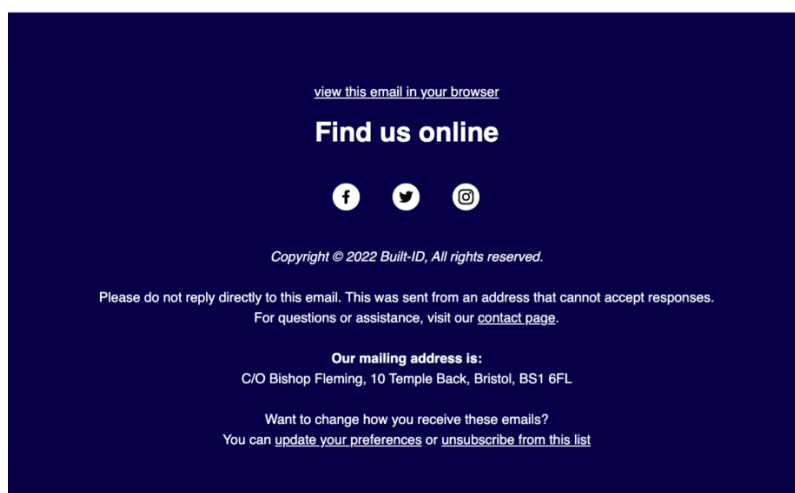 view this email in your browser
Find us online
Copyright © 2022 Built-ID, All rights reserved.
Please do not reply directly to this email. This was sent from an address that cannot accept responses.
For questions or assistance, visit our contact page.
Our mailing address is:
C/O Bishop Fleming, 10 Temple Back, Bristol, BS1 6FL
Want to change how you receive these emails?
You can update your preferences or unsubscribe from this list